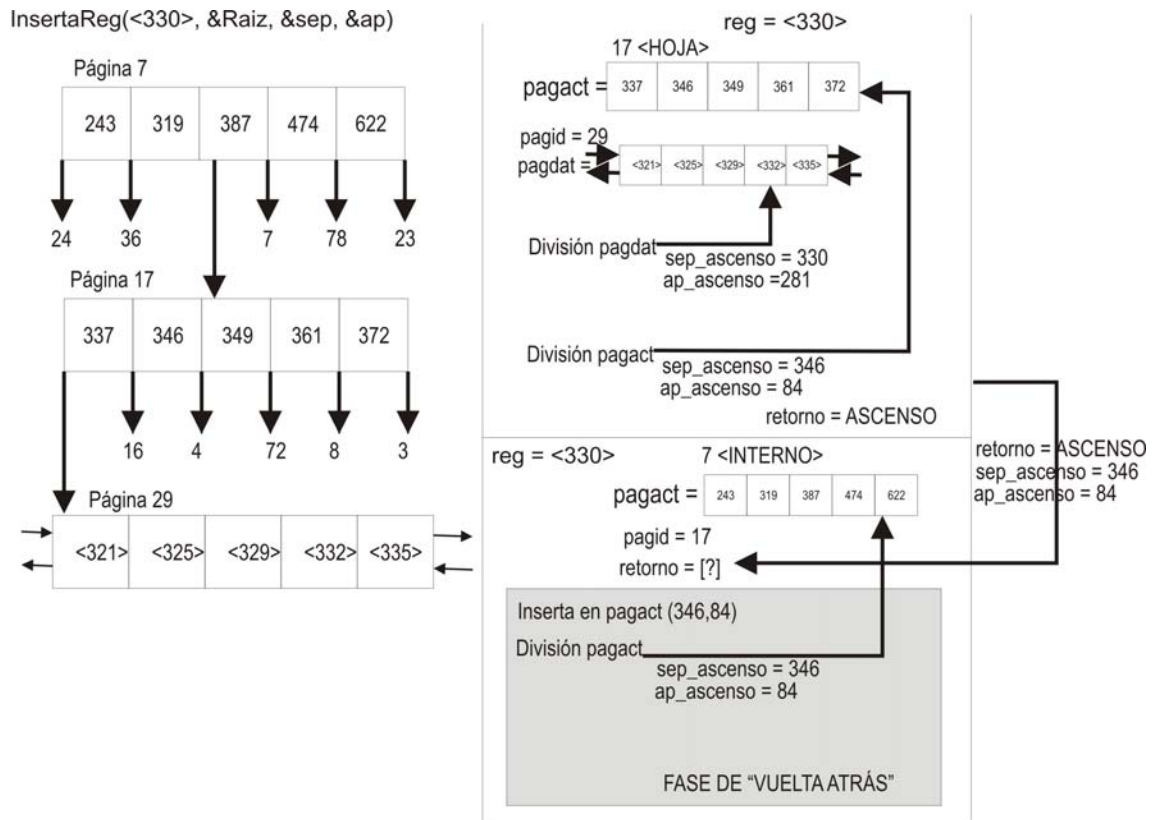 InsertaReg(<330>, &Raiz, &sep, &ap)
Página 7
243 319 387 474 622
24 36 7 78 23
Página 17
337 346 349 361 372
16 4 72 8 3
Página 29
<321> <325> <329> <332> <335>
reg = <330>
17 <HOJA>
pagact = 337 346 349 361 372
pagid = 29
pagdat = <321> <325> <329> <332> <335>
División pagdat
sep_ascenso = 330
ap_ascenso =281
División pagact
sep_ascenso = 346
ap_ascenso = 84
retorno = ASCENSO
retorno = ASCENSO
sep_ascenso = 346
ap_ascenso = 84
reg = <330>
7 <INTERNO>
pagact = 243 319 387 474 622
pagid = 17
retorno = [?]
Inserta en pagact (346,84)
División pagact
sep_ascenso = 346
ap_ascenso = 84
FASE DE “VUELTA ATRÁS”